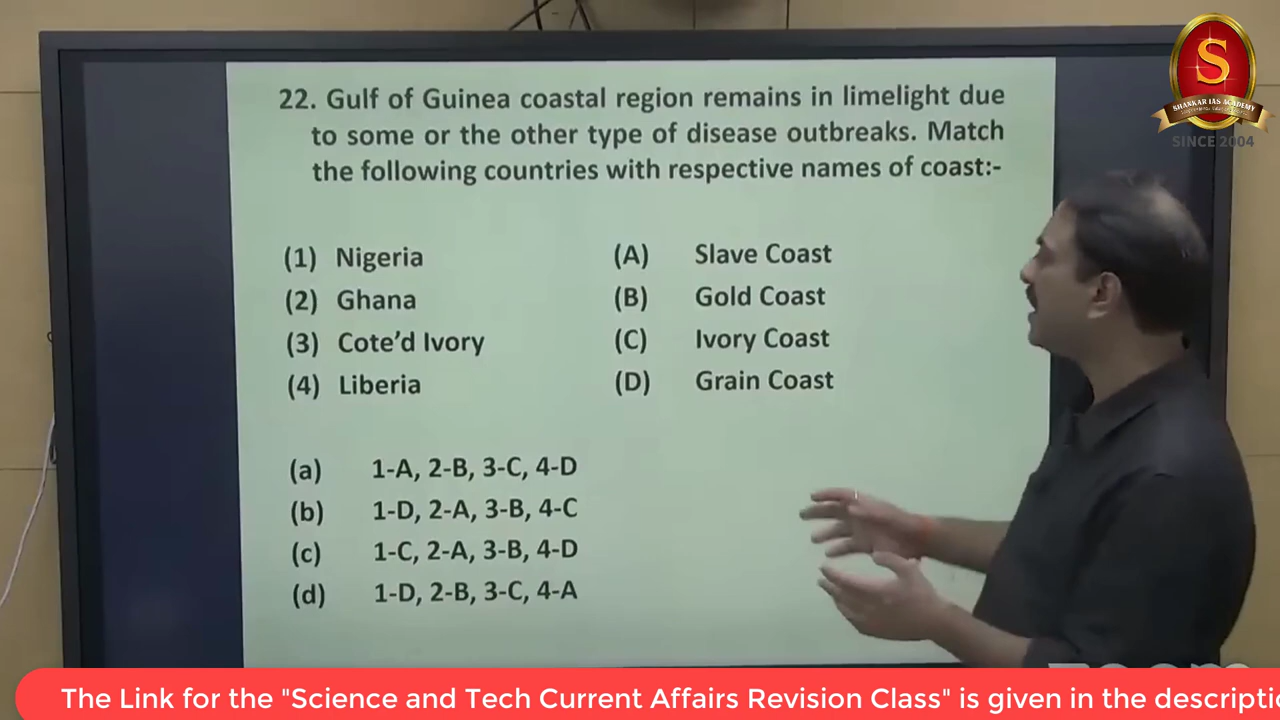 22. Gulf of Guinea coastal region remains in limelight due
to some or the other type of disease outbreaks. Match
the following countries with respective names of coast:-
(1) Nigeria (A) Slave Coast
(2) Ghana (B) Gold Coast
(3) Cote’d Ivory (C) Ivory Coast
(4) Liberia (D) Grain Coast
(a) 1-A, 2-B, 3-C, 4-D
(b) 1-D, 2-A, 3-B, 4-C
(c) 1-C, 2-A, 3-B, 4-D
(d) 1-D, 2-B, 3-C, 4-A
S
SHANKAR IAS ACADEMY
SINCE 2004
The Link for the "Science and Tech Current Affairs Revision Class" is given in the descriptio